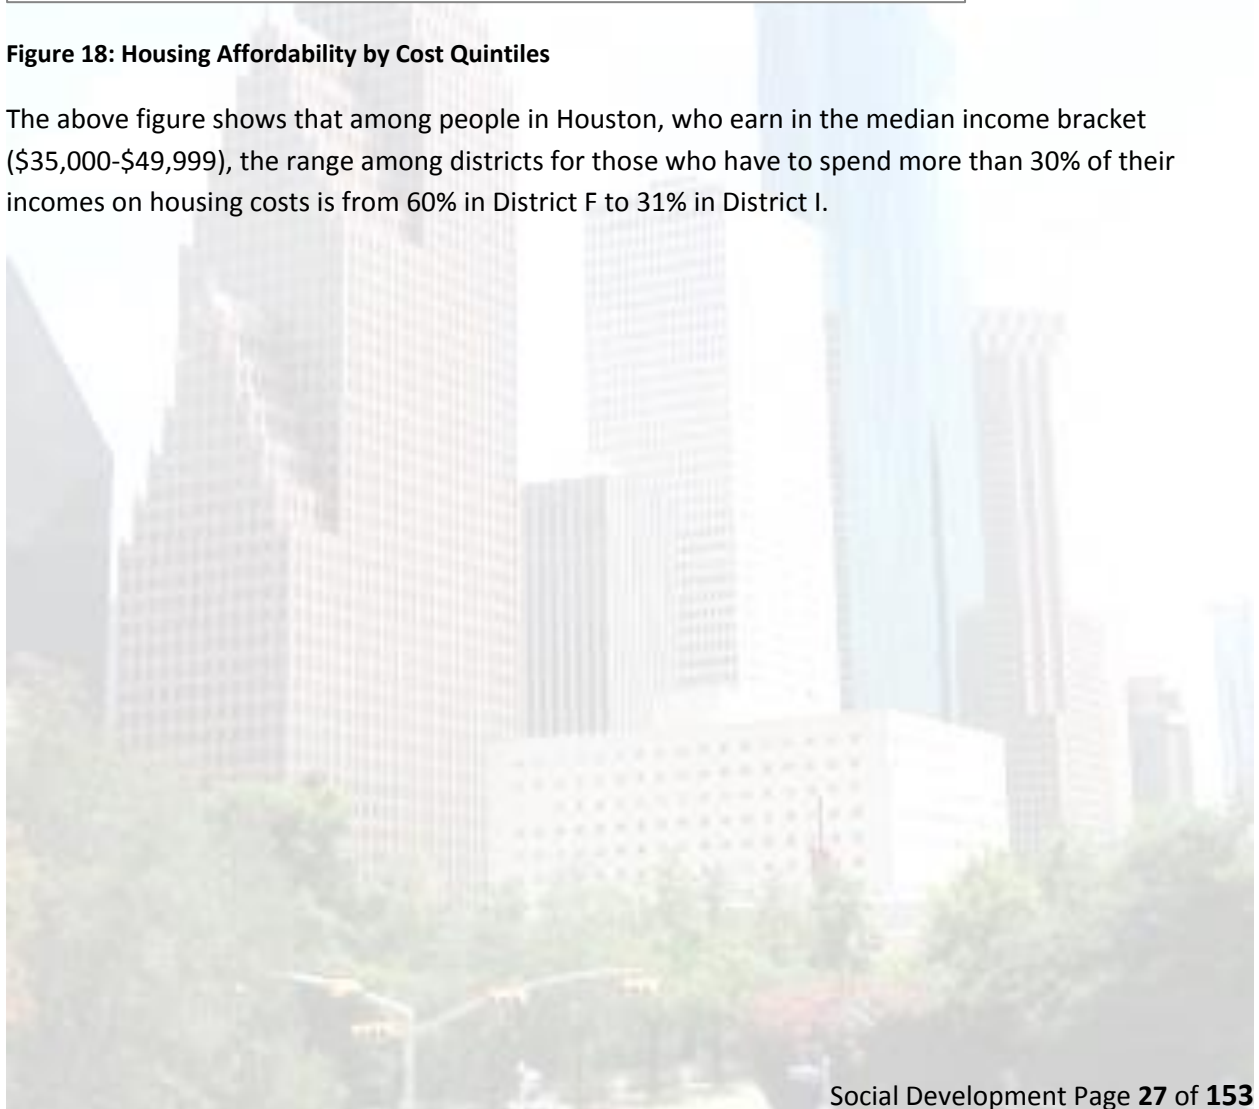 Figure 18: Housing Affordability by Cost Quintiles
The above figure shows that among people in Houston, who earn in the median income bracket
($35,000-$49,999), the range among districts for those who have to spend more than 30% of their
incomes on housing costs is from 60% in District F to 31% in District I.
Social Development Page 27 of 153